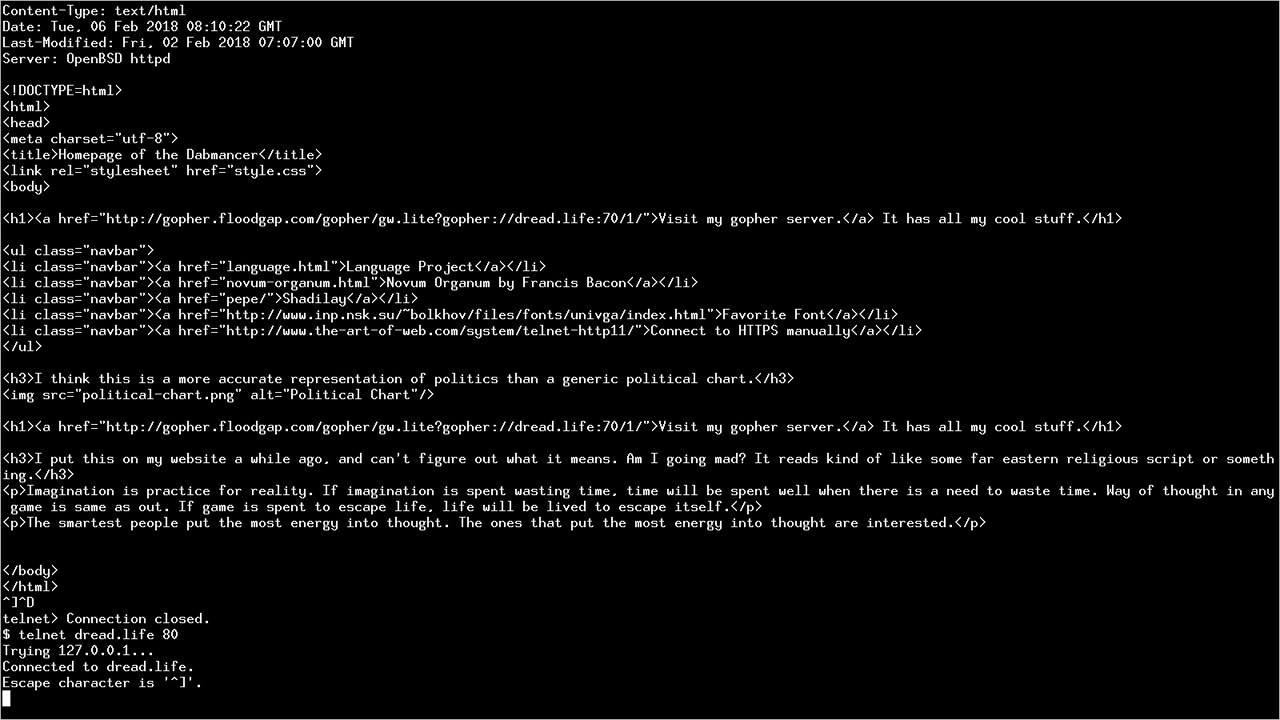 Content-Type: text/html
Date: Tue, 06 Feb 2018 08:10:22 GMT
Last-Modified: Fri, 02 Feb 2018 07:07:00 GMT
Server: OpenBSD httpd
<!DOCTYPE=html>
<html>
<head>
<meta charset="utf-8">
<title>Homepage of the Dabmancer</title>
<link rel="stylesheet" href="style.css">
<body>
<h1><a href="http://gopher.floodgap.com/gopher/gw.lite?gopher://dread.life:70/1/">Visit my gopher server.</a> It has all my cool stuff.</h1>
<ul class="navbar">
<li class="navbar"><a href="language.html">Language Project</a></li>
<li class="navbar"><a href="novum-organum.html">Novum Organum by Francis Bacon</a></li>
<li class="navbar"><a href="pepe/">Shadilay</a></li>
<li class="navbar"><a href="http://www.inp.nsk.su/~bolkhov/files/fonts/univga/index.html">Favorite Font</a></li>
<li class="navbar"><a href="http://www.the-art-of-web.com/system/telnet-http11/">Connect to HTTPS manually</a></li>
</ul>
<h3>I think this is a more accurate representation of politics than a generic political chart.</h3>
<img src="political-chart.png" alt="Political Chart"/>
<h1><a href="http://gopher.floodgap.com/gopher/gw.lite?gopher://dread.life:70/1/">Visit my gopher server.</a> It has all my cool stuff.</h1>
<h3>I put this on my website a while ago, and can't figure out what it means. Am I going mad? It reads kind of like some far eastern religious script or someth
ing.</h3>
<p>Imagination is practice for reality. If imagination is spent wasting time, time will be spent well when there is a need to waste time. Way of thought in any
game is same as out. If game is spent to escape life, life will be lived to escape itself.</p>
<p>The smartest people put the most energy into thought. The ones that put the most energy into thought are interested.</p>
</body>
</html>
^]^D
telnet> Connection closed.
$ telnet dread.life 80
Trying 127.0.0.1...
Connected to dread.life.
Escape character is '^]'.